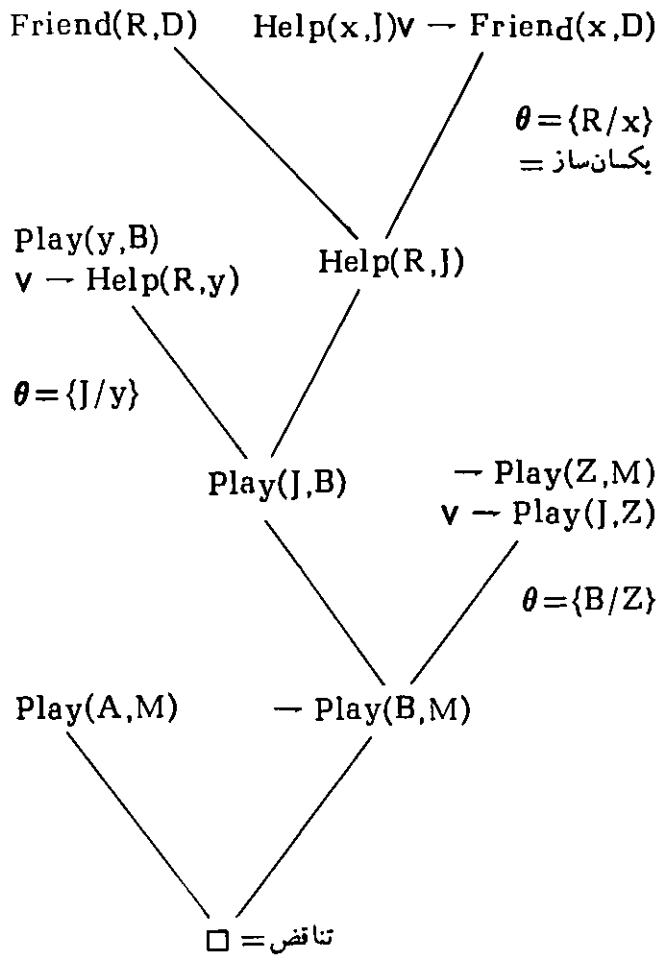 Friend(R,D) Help(x,J)∨ − Friend(x,D)
θ={R/x}
یکسان‌ساز =
Play(y,B)
∨ − Help(R,y)
Help(R,J)
θ={J/y}
Play(J,B)
− Play(Z,M)
∨ − Play(J,Z)
θ={B/Z}
Play(A,M) − Play(B,M)
□ = تناقض